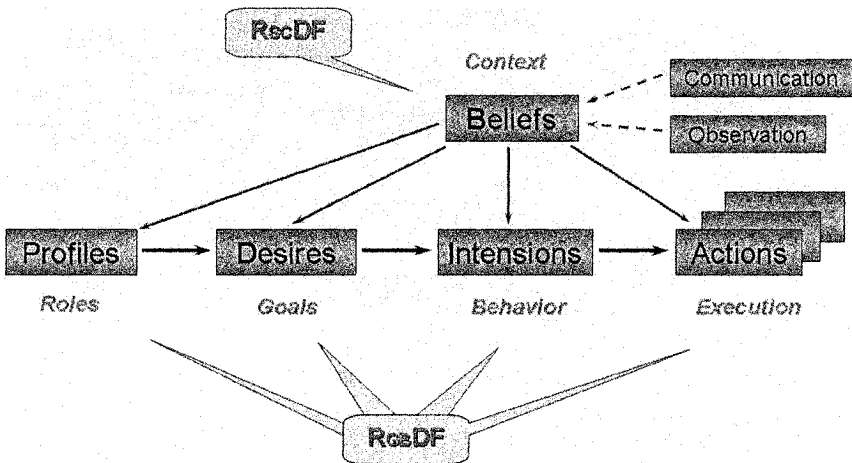 RSCDF
Context
Communication
Beliefs
Observation
Profiles
Desires
Intensions
Actions
Roles
Goals
Behavior
Execution
RGBDF